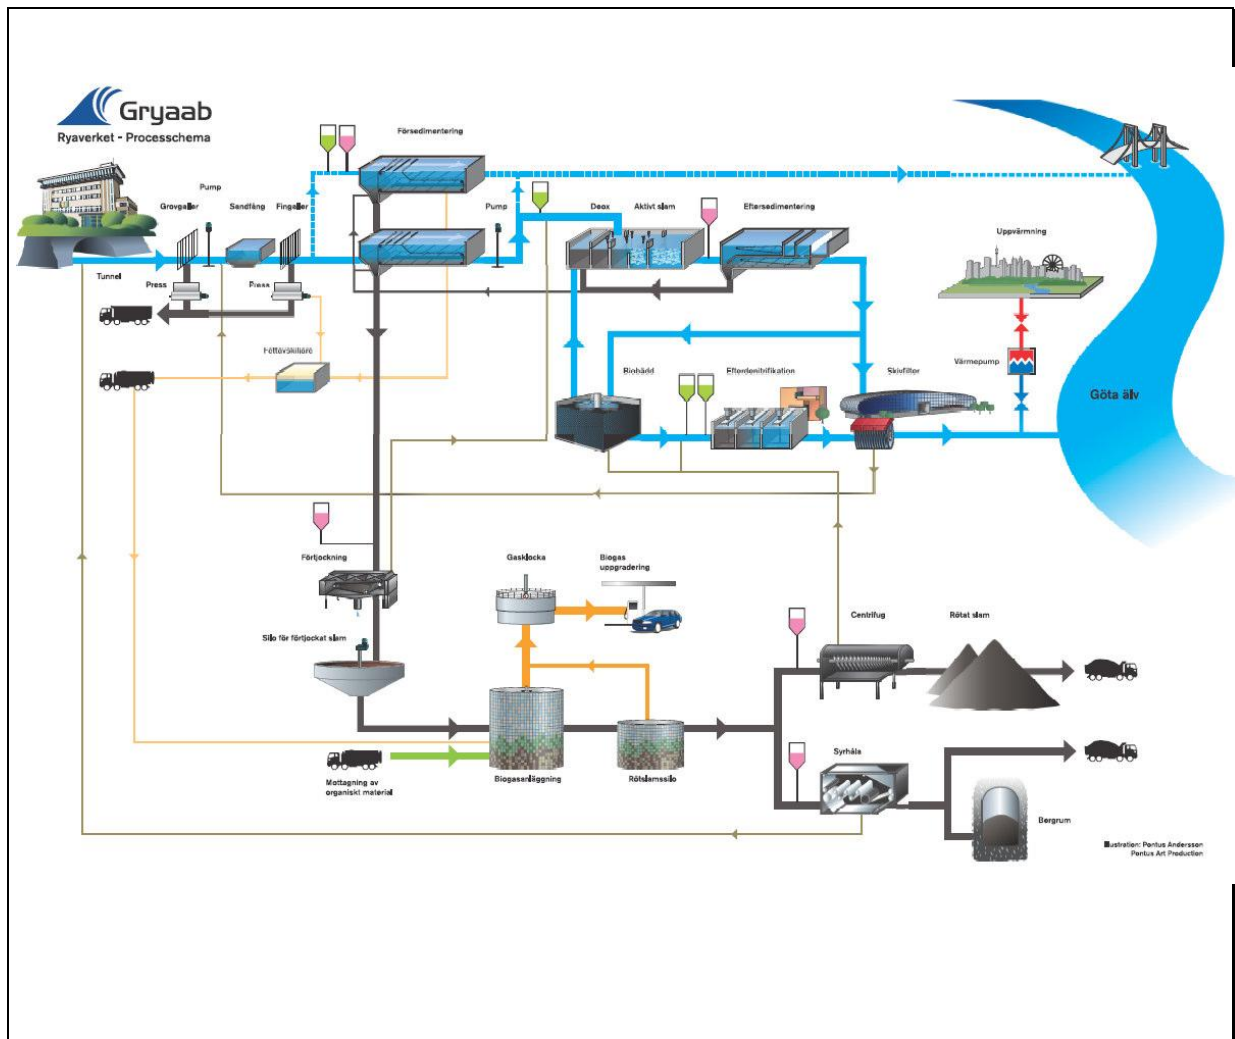 Gryaab
Ryaverket - Processchema
Försedimentering
Pump
Grovgaller
Sandfång
Fingaller
Pump
Deox
Aktivt slam
Eftersedimentering
Uppvärmning
Tunnel
Press
Press
Fettavskiljare
Biobädd
Efterdenitrifikation
Skivfilter
Värmepump
Göta älv
Förtjockning
Gasklocka
Biogas
uppgradering
Silo för förtjockat slam
Centrifug
Rötat slam
Mottagning av
organiskt material
Biogasanläggning
Rötslamssilo
Syrhåla
Bergrum
Illustration: Pontus Andersson
Pontus Art Production